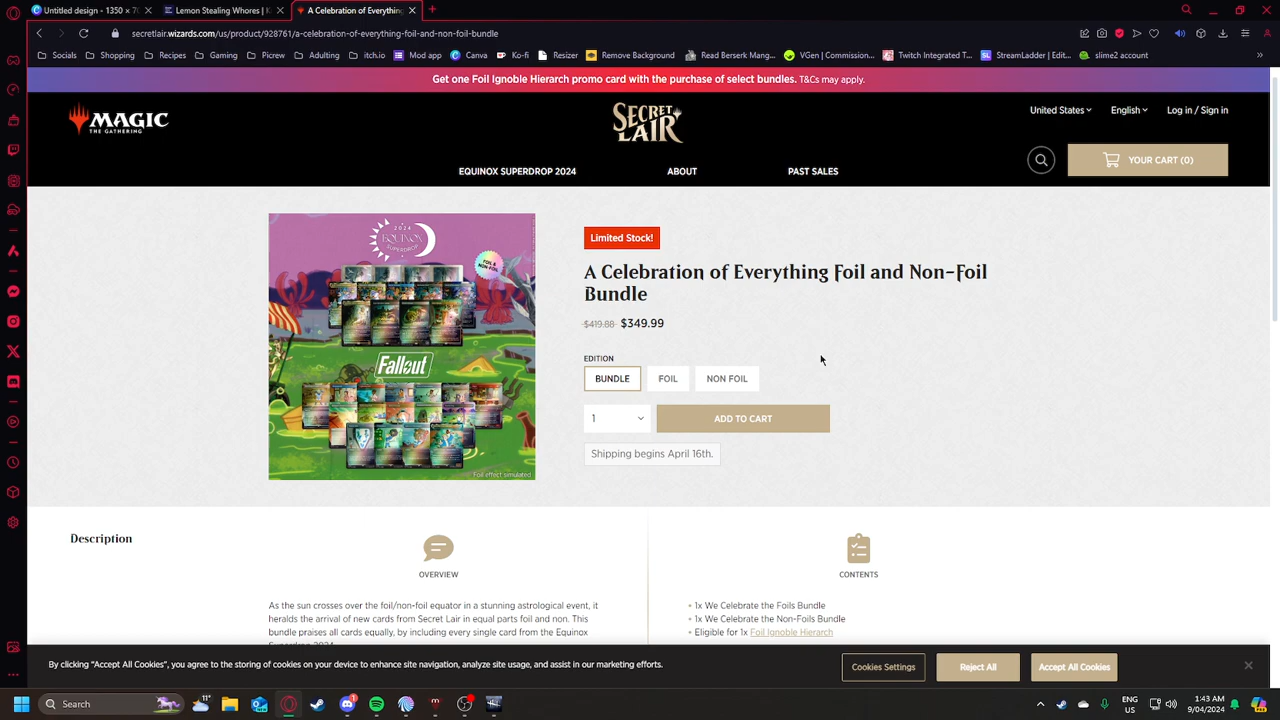 Untitled design - 1350 × 70
Lemon Stealing Whores | K
A Celebration of Everything
secretlair.wizards.com/us/product/928761/a-celebration-of-everything-foil-and-non-foil-bundle
Socials
Shopping
Recipes
Gaming
Picrew
Adulting
itch.io
Mod app
Ko-fi
Resizer
Remove Background
Read Berserk Mang...
VGen | Commission...
Twitch Integrated T...
StreamLadder | Edit...
slime2 account
Get one Foil Ignoble Hierarch promo card with the purchase of select bundles. T&Cs may apply.
MAGIC
THE GATHERING
SECRET
LAIR
United States
English
Log in / Sign in
YOUR CART (0)
EQUINOX SUPERDROP 2024
ABOUT
PAST SALES
2024
EQUINOX
SUPERDROP
FOIL &
NON FOIL
Fallout
Foil effect simulated
Limited Stock!
A Celebration of Everything Foil and Non-Foil
Bundle
$419.88 $349.99
EDITION
BUNDLE
FOIL
NON FOIL
1
ADD TO CART
Shipping begins April 16th.
Description
OVERVIEW
As the sun crosses over the foil/non-foil equator in a stunning astrological event, it
heralds the arrival of new cards from Secret Lair in equal parts foil and non. This
bundle praises all cards equally, by including every single card from the Equinox
Superdrop 2024.
CONTENTS
• 1x We Celebrate the Foils Bundle
• 1x We Celebrate the Non-Foils Bundle
• Eligible for 1x Foil Ignoble Hierarch
By clicking “Accept All Cookies”, you agree to the storing of cookies on your device to enhance site navigation, analyze site usage, and assist in our marketing efforts.
Cookies Settings
Reject All
Accept All Cookies
Search
11°
1
ENG
US
1:43 AM
9/04/2024